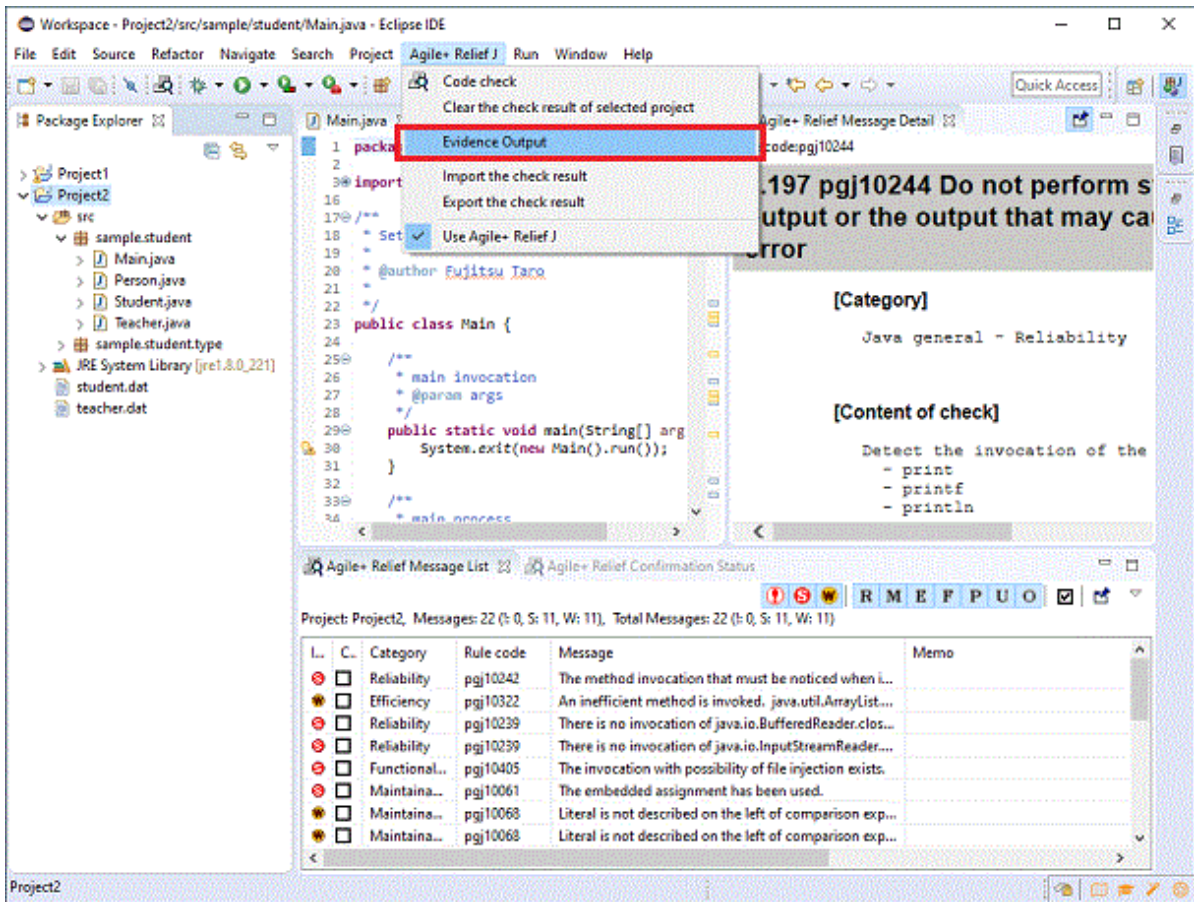 Workspace - Project2/src/sample/student/Main.java - Eclipse IDE
File Edit Source Refactor Navigate Search Project Agile+ Relief J Run Window Help
Quick Access
Code check
Clear the check result of selected project
Evidence Output
Import the check result
Export the check result
Use Agile+ Relief J
Package Explorer
Project1
Project2
src
sample.student
Main.java
Person.java
Student.java
Teacher.java
sample.student.type
JRE System Library [jre1.8.0_221]
student.dat
teacher.dat
Main.java
1 packa
2
3 import
16
17 /**
18 * Set
19 *
20 * @author Fujitsu Taro
21 *
22 */
23 public class Main {
24
25 /**
26 * main invocation
27 * @param args
28 */
29 public static void main(String[] arg
30 System.exit(new Main().run());
31 }
32
33 /**
34 * main process
Agile+ Relief Message Detail
code:pgj10244
.197 pgj10244 Do not perform s
utput or the output that may cau
error
[Category]
Java general - Reliability
[Content of check]
Detect the invocation of the
- print
- printf
- println
Agile+ Relief Message List Agile+ Relief Confirmation Status
R M E F P U O
Project: Project2, Messages: 22 (!: 0, S: 11, W: 11), Total Messages: 22 (!: 0, S: 11, W: 11)
I... C... Category Rule code Message Memo
S Reliability pgj10242 The method invocation that must be noticed when i...
W Efficiency pgj10322 An inefficient method is invoked. java.util.ArrayList....
S Reliability pgj10239 There is no invocation of java.io.BufferedReader.clos...
S Reliability pgj10239 There is no invocation of java.io.InputStreamReader....
S Functional... pgj10405 The invocation with possibility of file injection exists.
S Maintaina... pgj10061 The embedded assignment has been used.
W Maintaina... pgj10068 Literal is not described on the left of comparison exp...
W Maintaina... pgj10068 Literal is not described on the left of comparison exp...
Project2